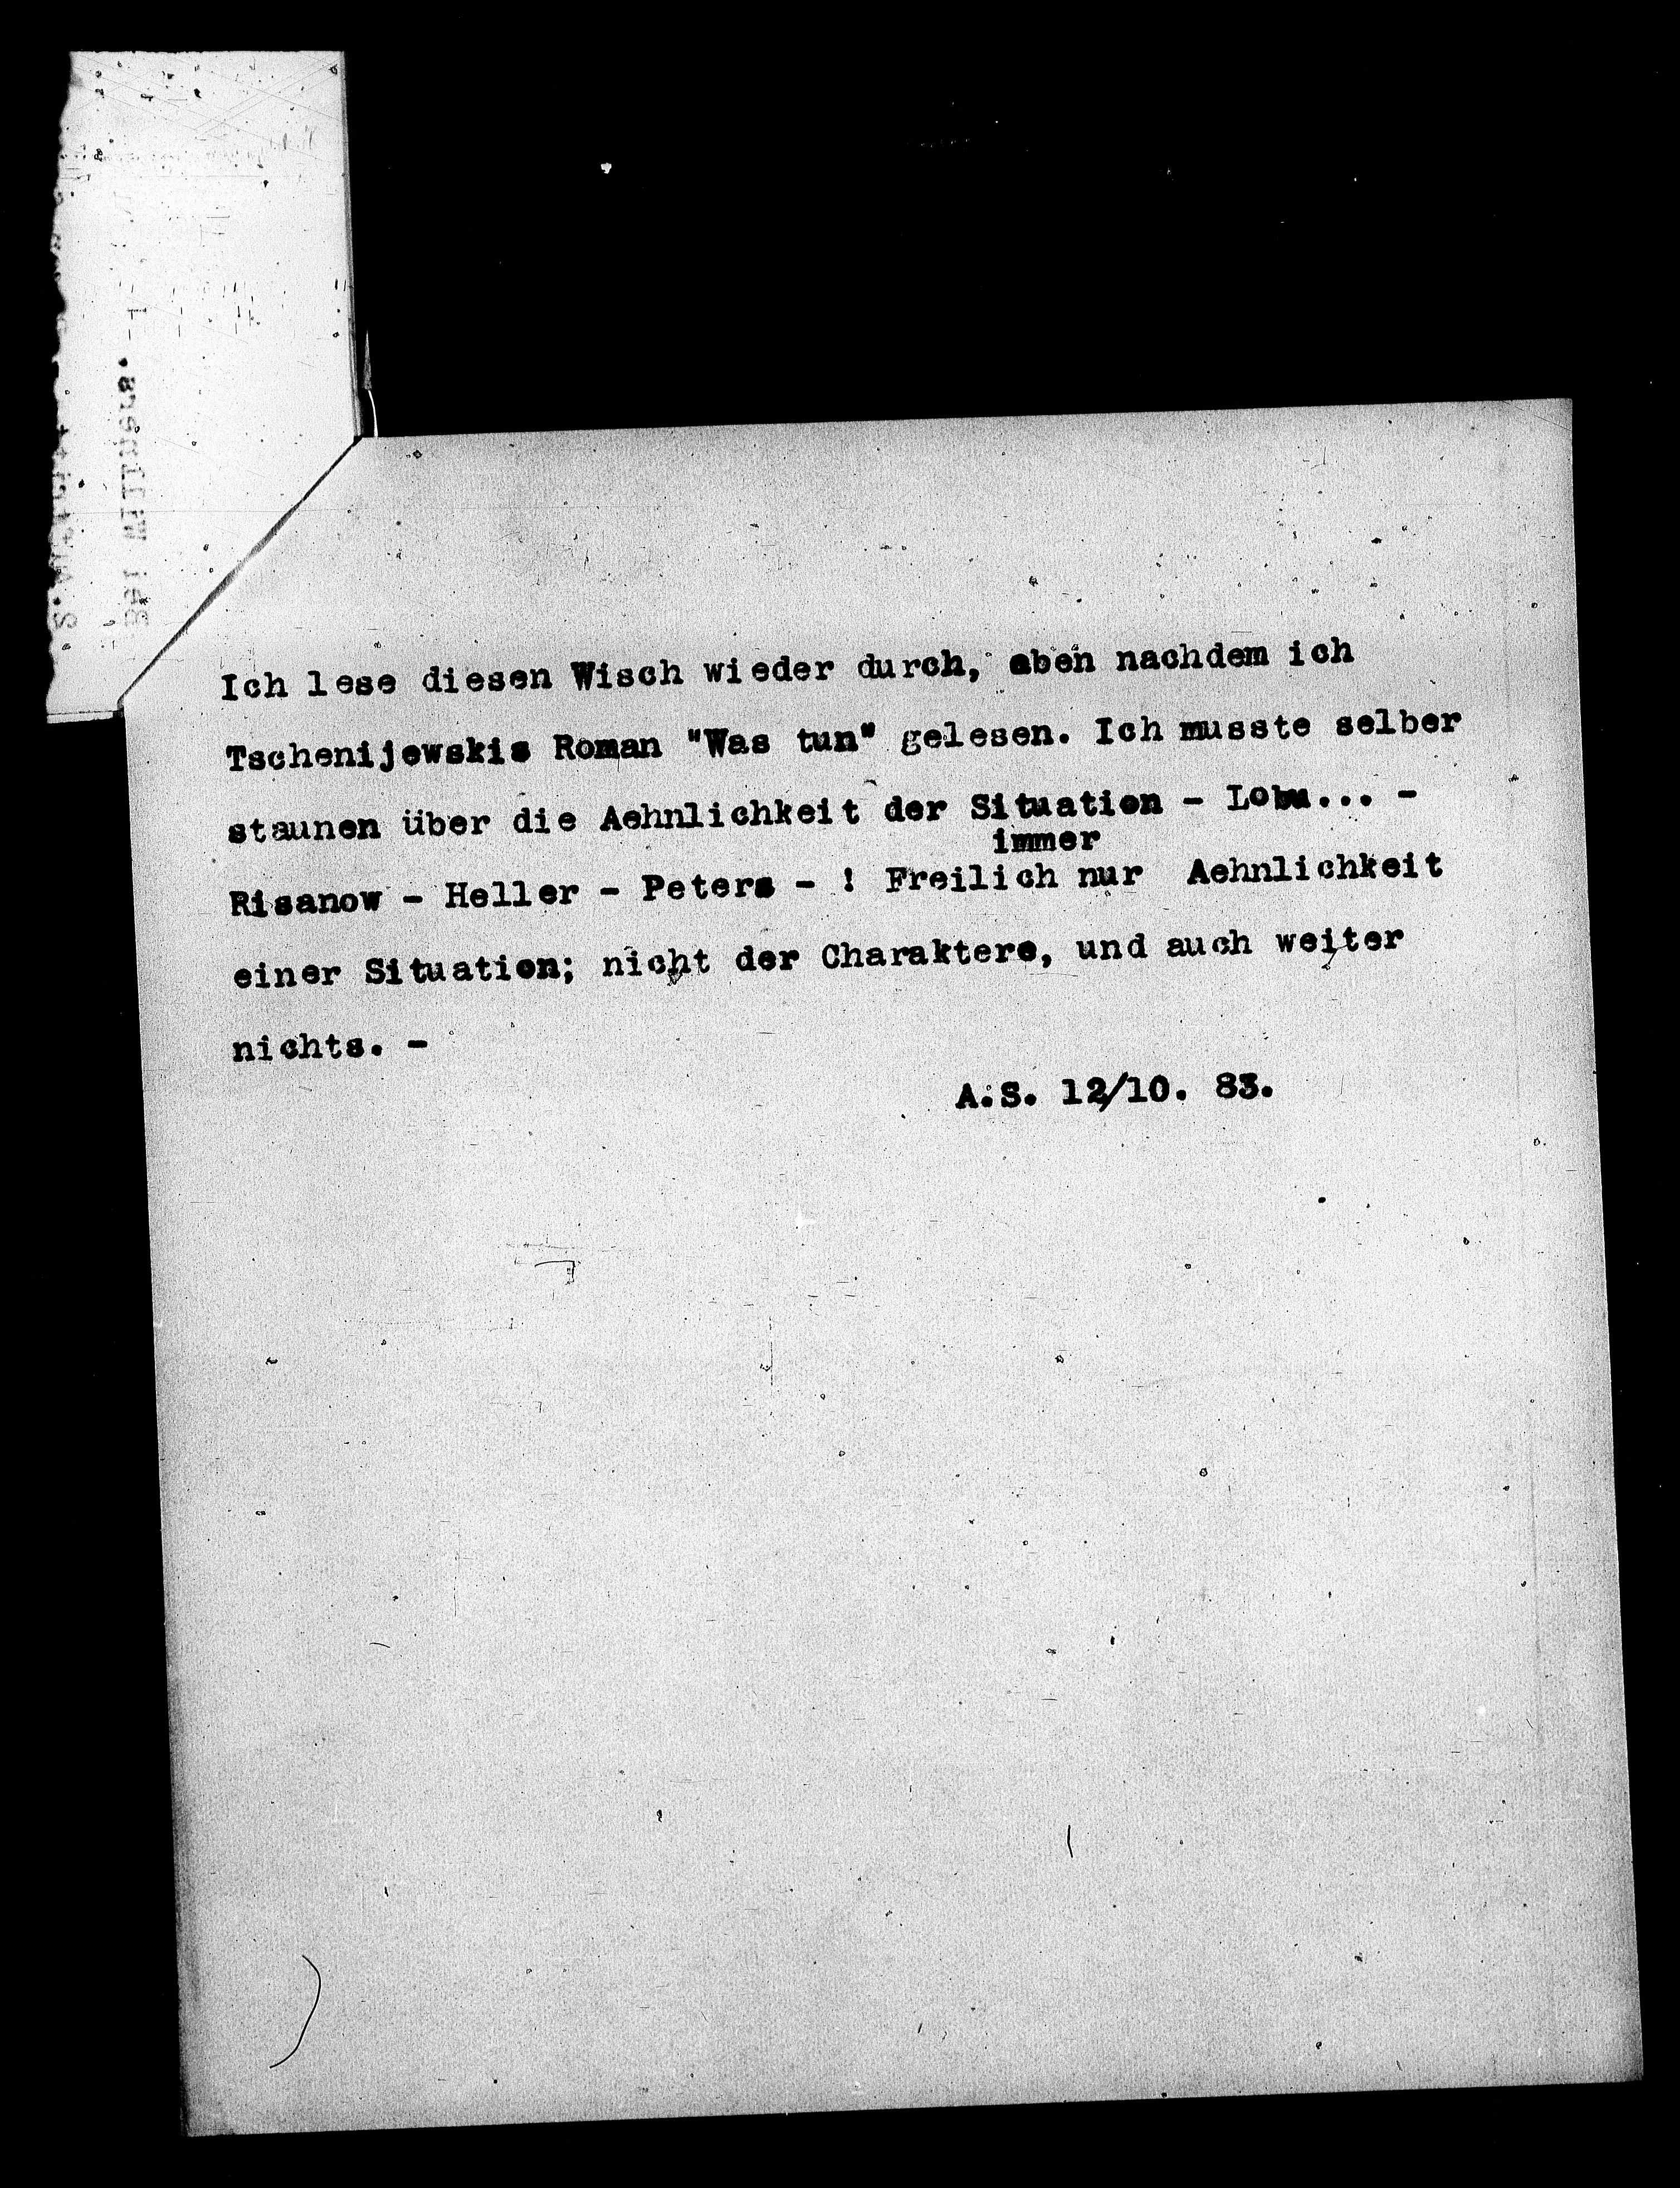 Bei Willners.
Ich lese diesen Wisch wieder durch, eben nachdem ich
Tschenijewskis Roman "Was tun" gelesen. Ich musste selber
staunen über die Aehnlichkeit der Situation - ... -
immer
Risanow - Heller - Peters - ! Freilich nur Aehnlichkeit
einer Situation; nicht der Charaktere, und auch weiter
nichts. -
A.S. 12/10. 83.